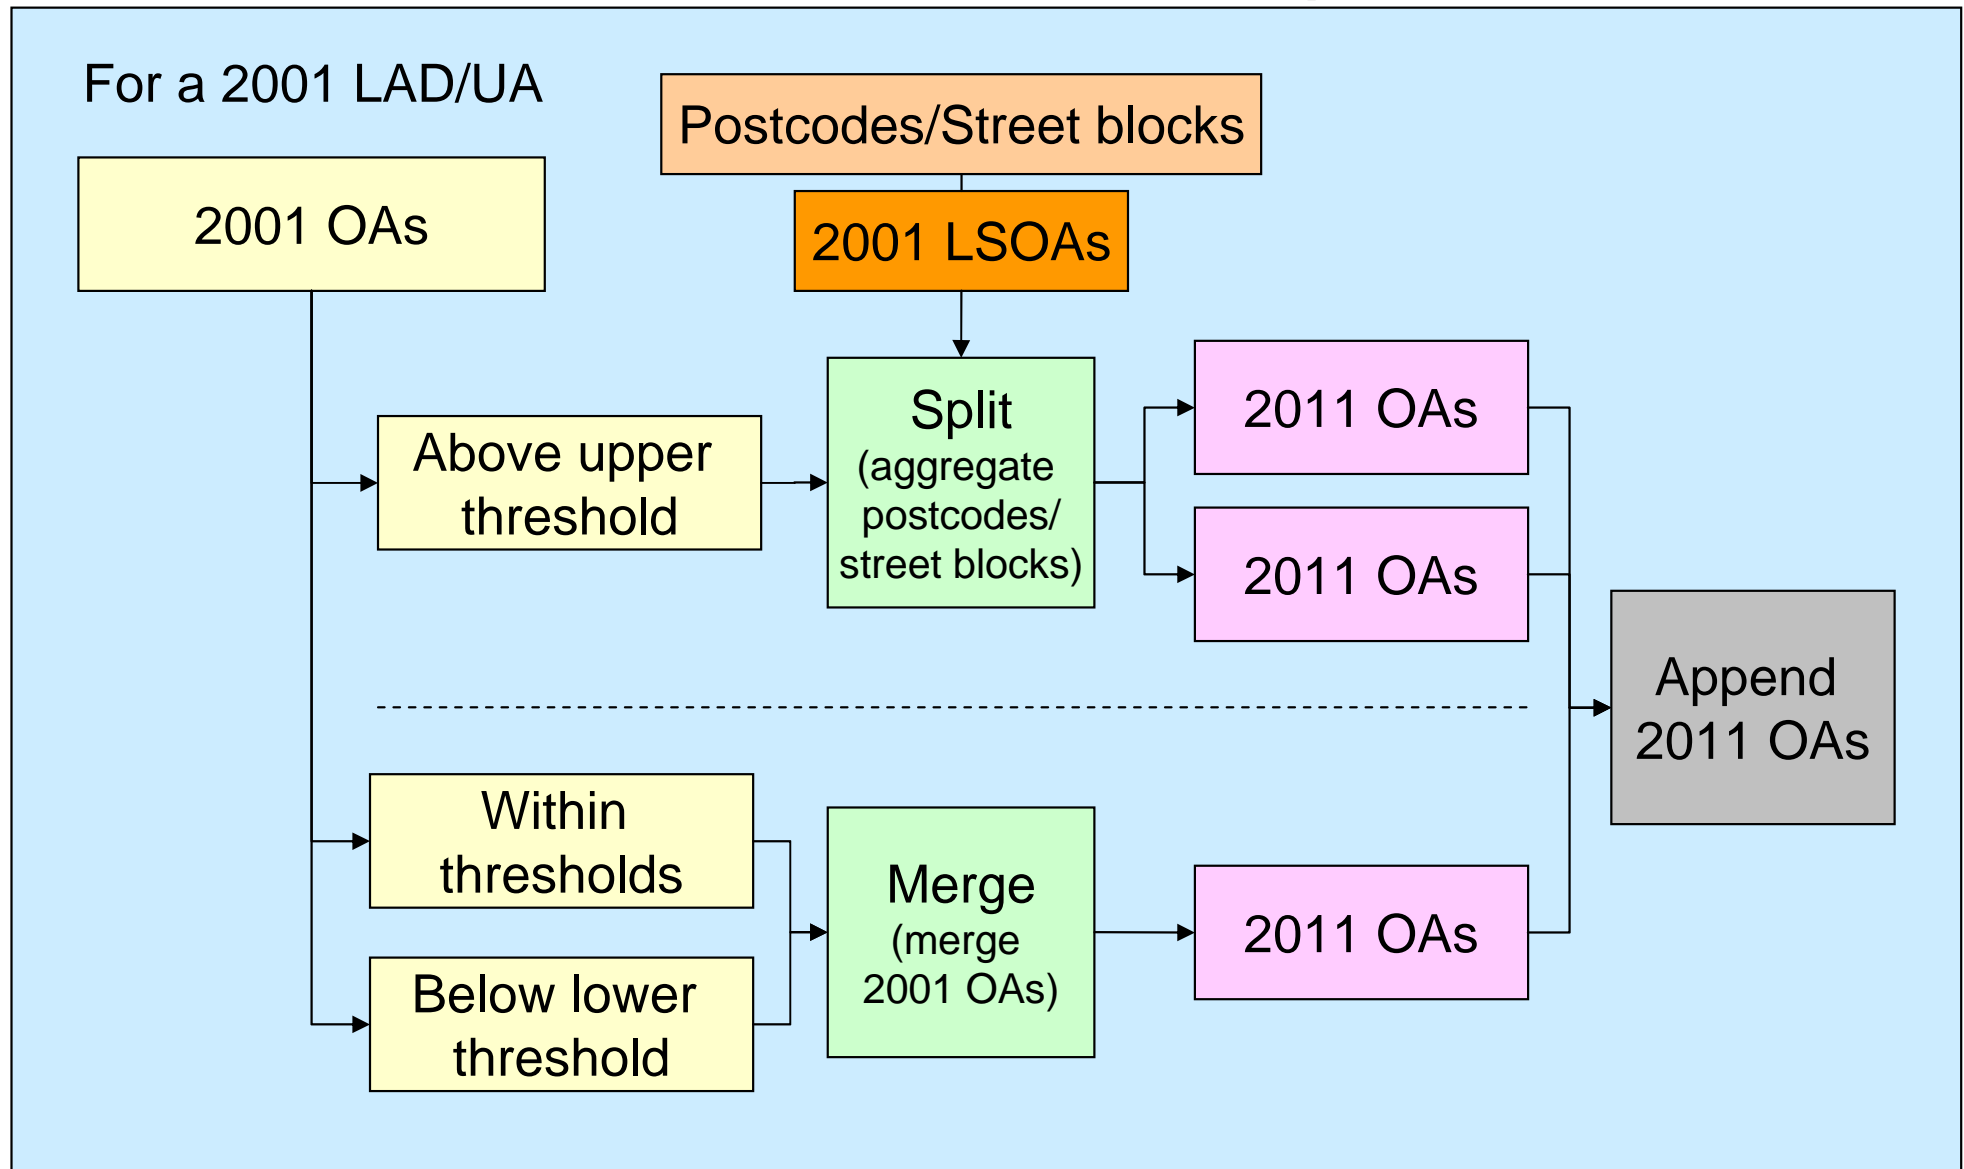 For a 2001 LAD/UA
Postcodes/Street blocks
2001 OAs
2001 LSOAs
Above upper
threshold
Split
(aggregate
postcodes/
street blocks)
2011 OAs
2011 OAs
Append
2011 OAs
Within
thresholds
Below lower
threshold
Merge
(merge
2001 OAs)
2011 OAs